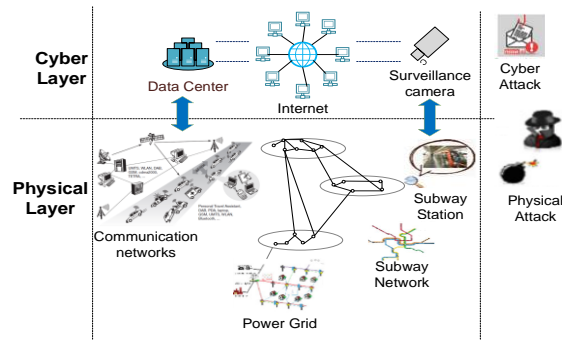 Cyber
Layer
Data Center
Internet
Surveillance
camera
Cyber
Attack
Physical
Layer
Communication
networks
Power Grid
Subway
Station
Subway
Network
Physical
Attack